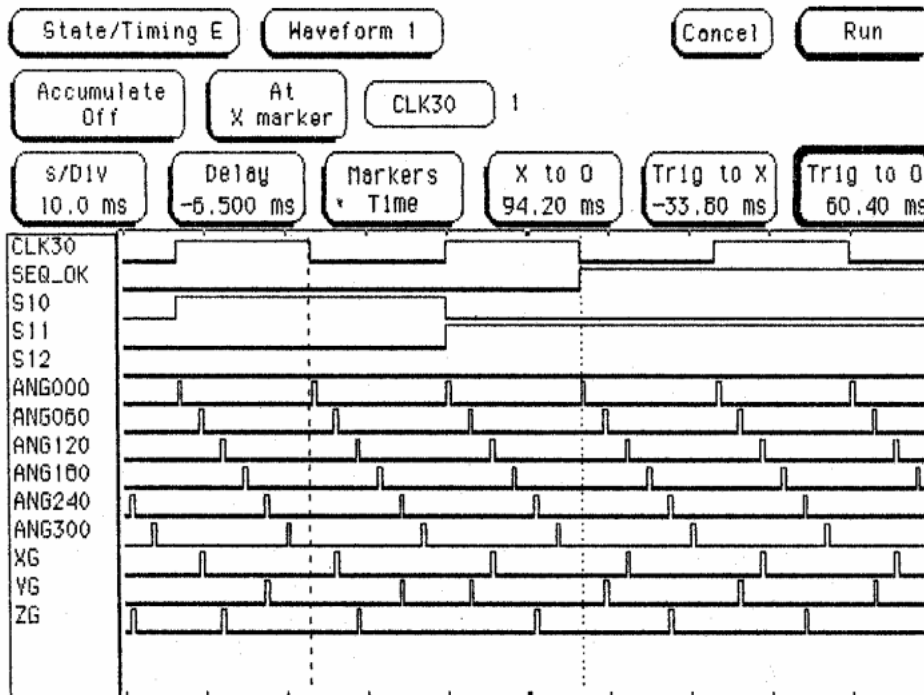 State/Timing E Waveform 1 Cancel Run
Accumulate Off At X marker CLK30 1
s/Div 10.0 ms Delay -6.500 ms Markers Time X to O 94.20 ms Trig to X -33.80 ms Trig to O 60.40 ms
CLK30
SEQ_OK
S10
S11
S12
ANG000
ANG060
ANG120
ANG180
ANG240
ANG300
XG
YG
ZG